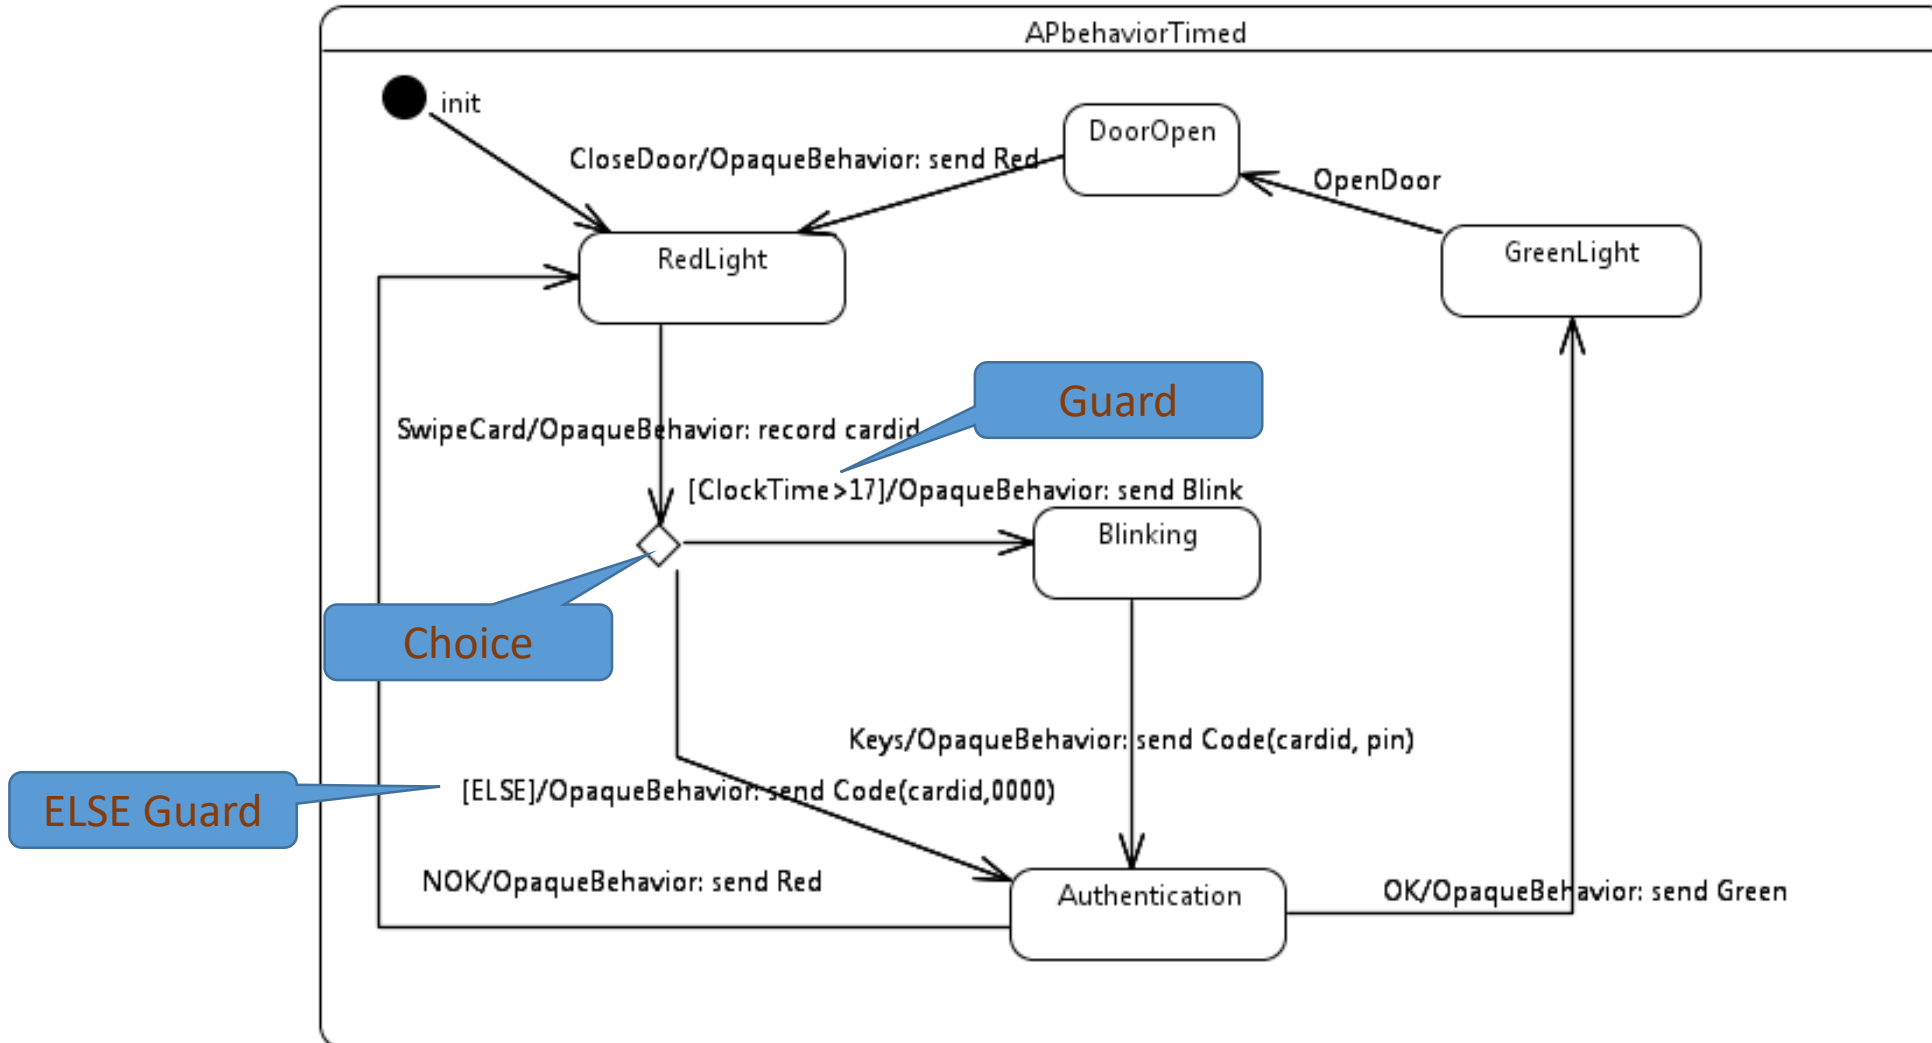 APbehaviorTimed
init
DoorOpen
CloseDoor/OpaqueBehavior: send Red
OpenDoor
RedLight
GreenLight
Guard
SwipeCard/OpaqueBehavior: record cardid
[ClockTime>17]/OpaqueBehavior: send Blink
Blinking
Choice
Keys/OpaqueBehavior: send Code(cardid, pin)
[ELSE]/OpaqueBehavior: send Code(cardid,0000)
ELSE Guard
NOK/OpaqueBehavior: send Red
Authentication
OK/OpaqueBehavior: send Green